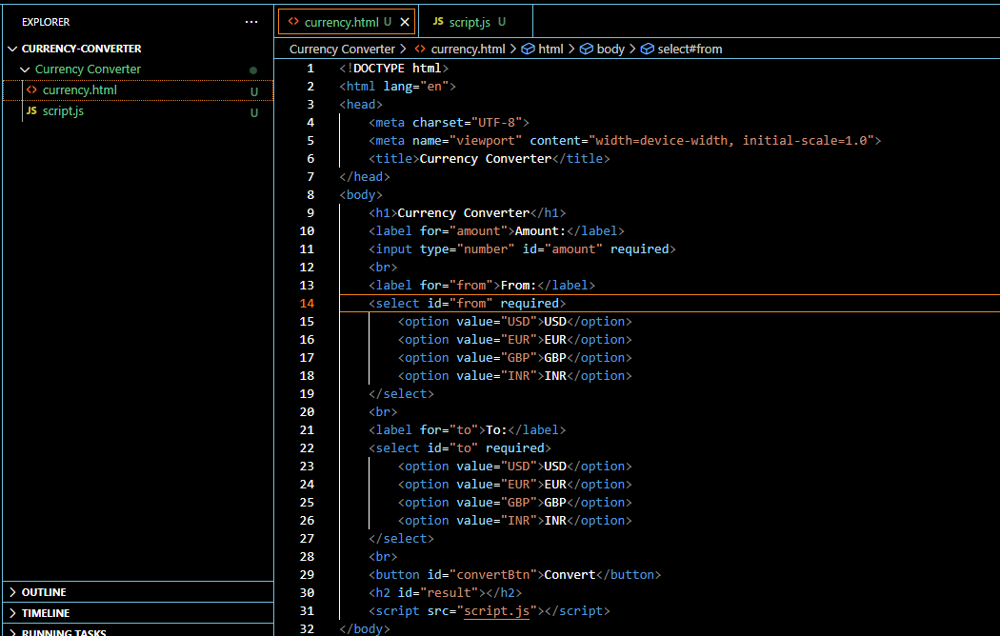 EXPLORER ···
CURRENCY-CONVERTER
Currency Converter
<> currency.html U
JS script.js U
OUTLINE
TIMELINE
RUNNING TASKS
<> currency.html U ✕ JS script.js U
Currency Converter > <> currency.html > html > body > select#from
1 <!DOCTYPE html>
2 <html lang="en">
3 <head>
4 <meta charset="UTF-8">
5 <meta name="viewport" content="width=device-width, initial-scale=1.0">
6 <title>Currency Converter</title>
7 </head>
8 <body>
9 <h1>Currency Converter</h1>
10 <label for="amount">Amount:</label>
11 <input type="number" id="amount" required>
12 <br>
13 <label for="from">From:</label>
14 <select id="from" required>
15 <option value="USD">USD</option>
16 <option value="EUR">EUR</option>
17 <option value="GBP">GBP</option>
18 <option value="INR">INR</option>
19 </select>
20 <br>
21 <label for="to">To:</label>
22 <select id="to" required>
23 <option value="USD">USD</option>
24 <option value="EUR">EUR</option>
25 <option value="GBP">GBP</option>
26 <option value="INR">INR</option>
27 </select>
28 <br>
29 <button id="convertBtn">Convert</button>
30 <h2 id="result"></h2>
31 <script src="script.js"></script>
32 </body>